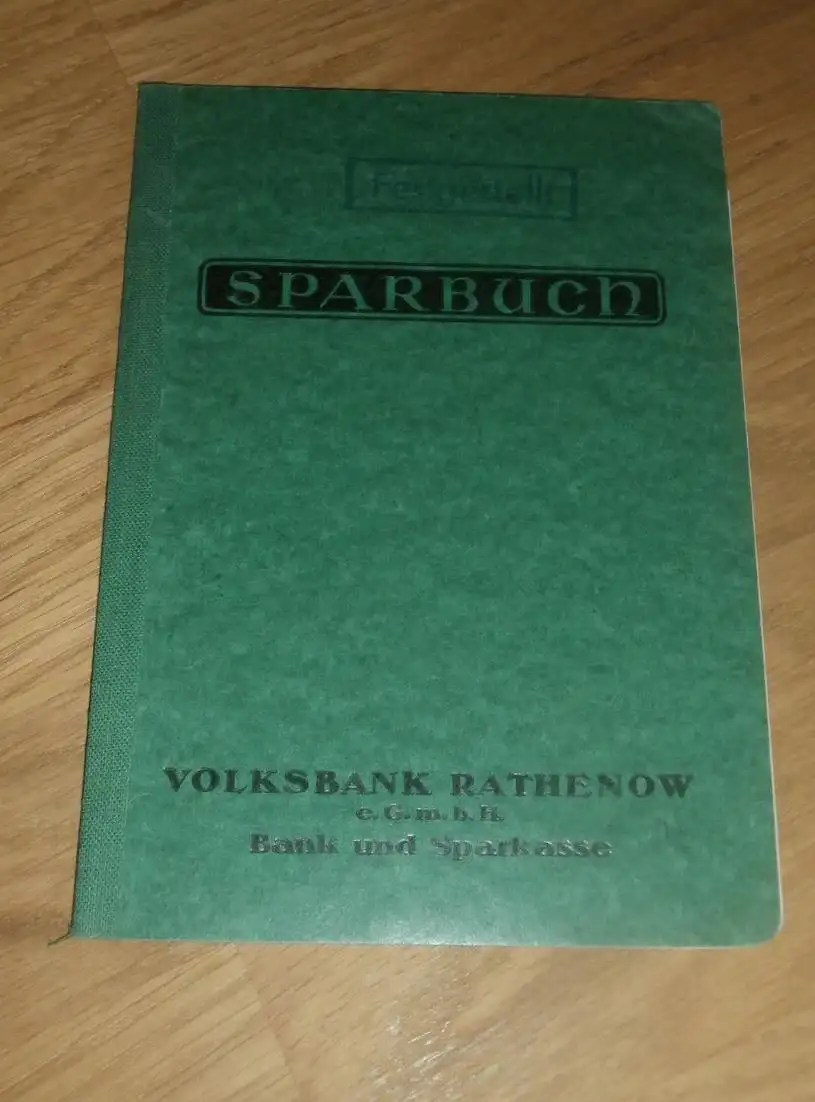 SPARBUCH
VOLKSBANK RATHENOW
e.G.m.b.H.
Bank und Sparkasse